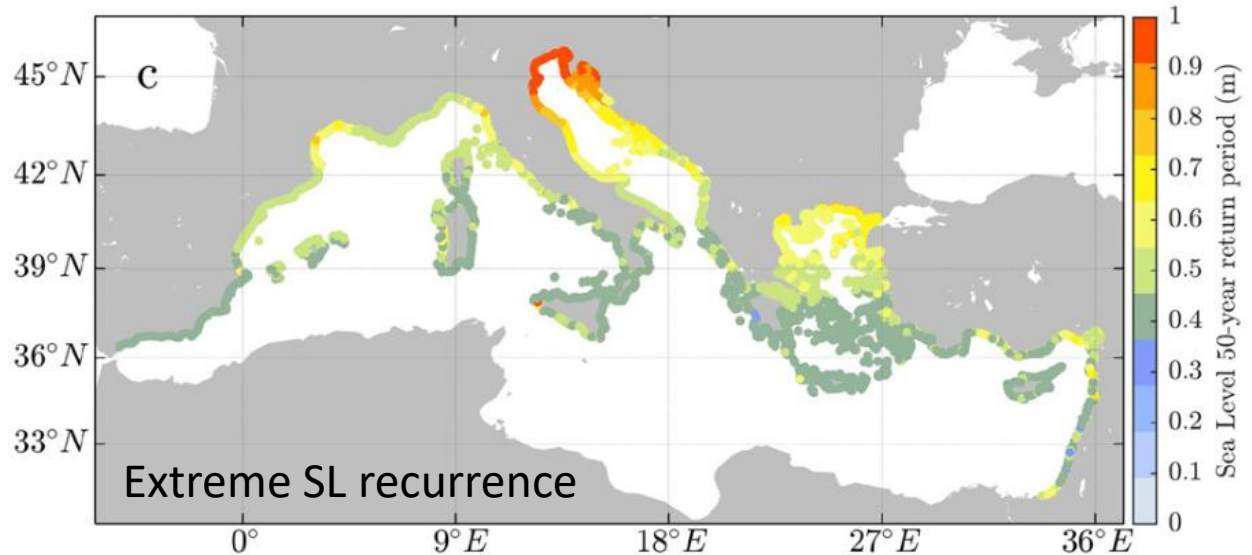 c
45°N
42°N
39°N
36°N
33°N
Extreme SL recurrence
0°
9°E
18°E
27°E
36°E
1
0.9
0.8
0.7
0.6
0.5
0.4
0.3
0.2
0.1
0
Sea Level 50-year return period (m)